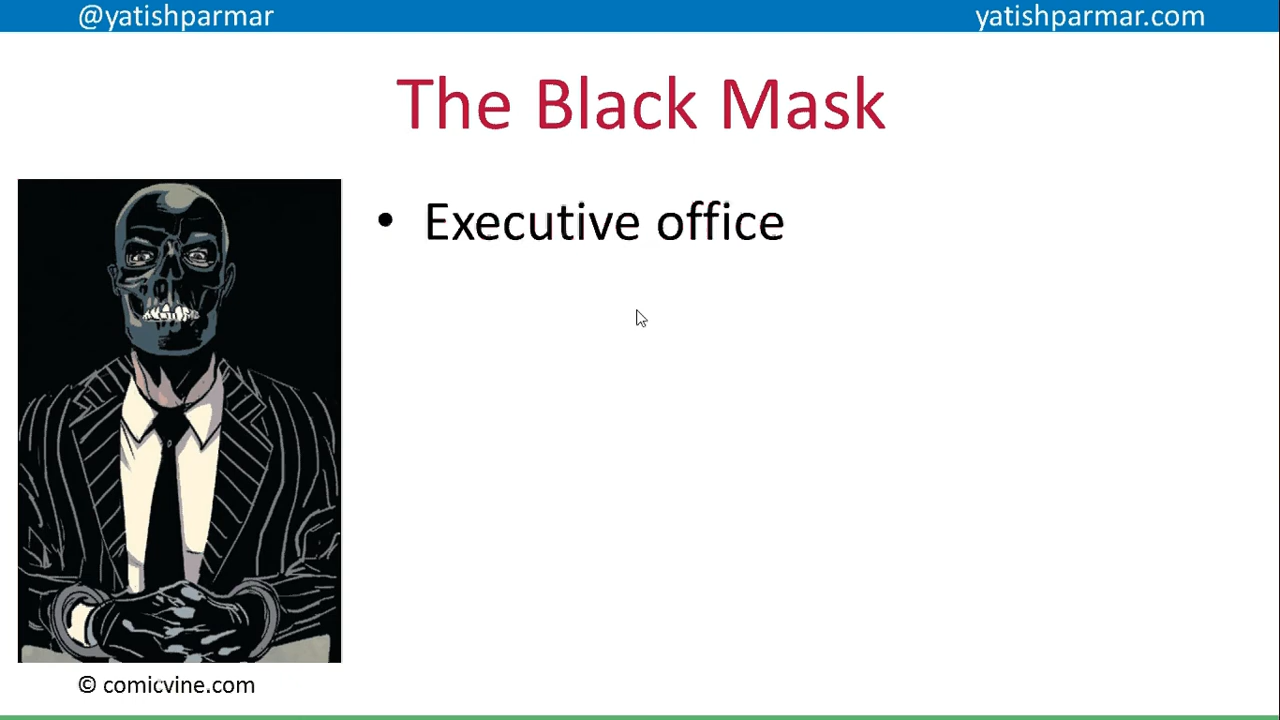 @yatishparmar
yatishparmar.com
The Black Mask
• Executive office
© comicvine.com